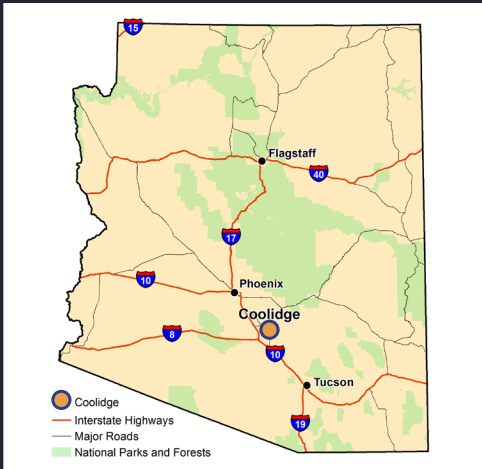 15
Flagstaff
40
17
Phoenix
10
Coolidge
8
10
Tucson
19
Coolidge
Interstate Highways
Major Roads
National Parks and Forests